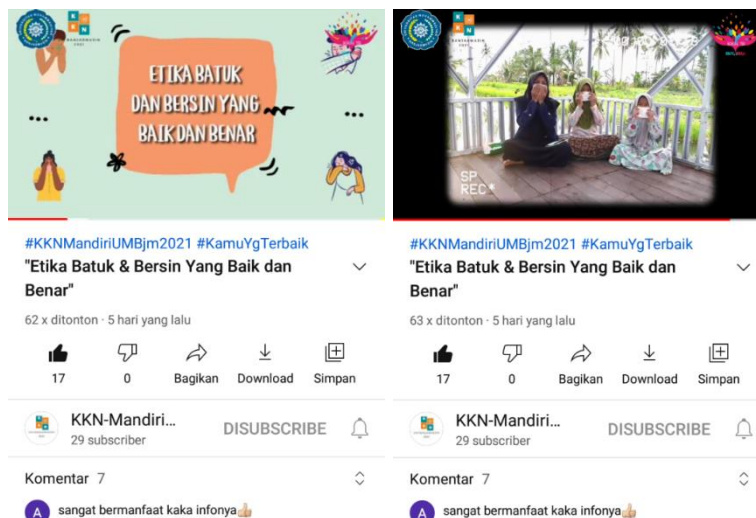 ETIKA BATUK
DAN BERSIN YANG
BAIK DAN BENAR
#KKNMandiriUMBjm2021 #KamuYgTerbaik
"Etika Batuk & Bersin Yang Baik dan
Benar"
62 x ditonton · 5 hari yang lalu
17 0 Bagikan Download Simpan
KKN-Mandiri...
29 subscriber
DISUBSCRIBE
Komentar 7
A sangat bermanfaat kaka infonya👍🏼
SP
REC*
#KKNMandiriUMBjm2021 #KamuYgTerbaik
"Etika Batuk & Bersin Yang Baik dan
Benar"
63 x ditonton · 5 hari yang lalu
17 0 Bagikan Download Simpan
KKN-Mandiri...
29 subscriber
DISUBSCRIBE
Komentar 7
A sangat bermanfaat kaka infonya👍🏼